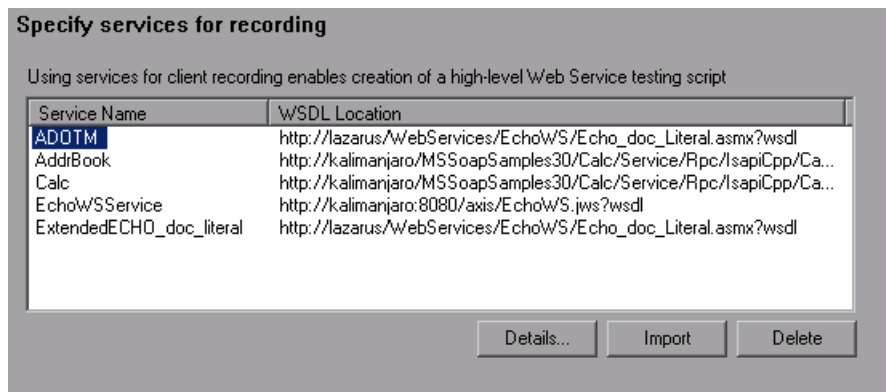 Specify services for recording
Using services for client recording enables creation of a high-level Web Service testing script
Service Name WSDL Location
ADOTM http://lazarus/WebServices/EchoWS/Echo_doc_Literal.asmx?wsdl
AddrBook http://kalimanjaro/MSSoapSamples30/Calc/Service/Rpc/IsapiCpp/Ca...
Calc http://kalimanjaro/MSSoapSamples30/Calc/Service/Rpc/IsapiCpp/Ca...
EchoWSService http://kalimanjaro:8080/axis/EchoWS.jws?wsdl
ExtendedECHO_doc_literal http://lazarus/WebServices/EchoWS/Echo_doc_Literal.asmx?wsdl
Details... Import Delete